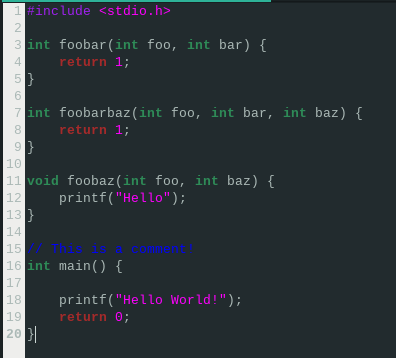 1 #include <stdio.h>
2
3 int foobar(int foo, int bar) {
4     return 1;
5 }
6
7 int foobarbaz(int foo, int bar, int baz) {
8     return 1;
9 }
10
11 void foobaz(int foo, int baz) {
12     printf("Hello");
13 }
14
15 // This is a comment!
16 int main() {
17
18     printf("Hello World!");
19     return 0;
20 }